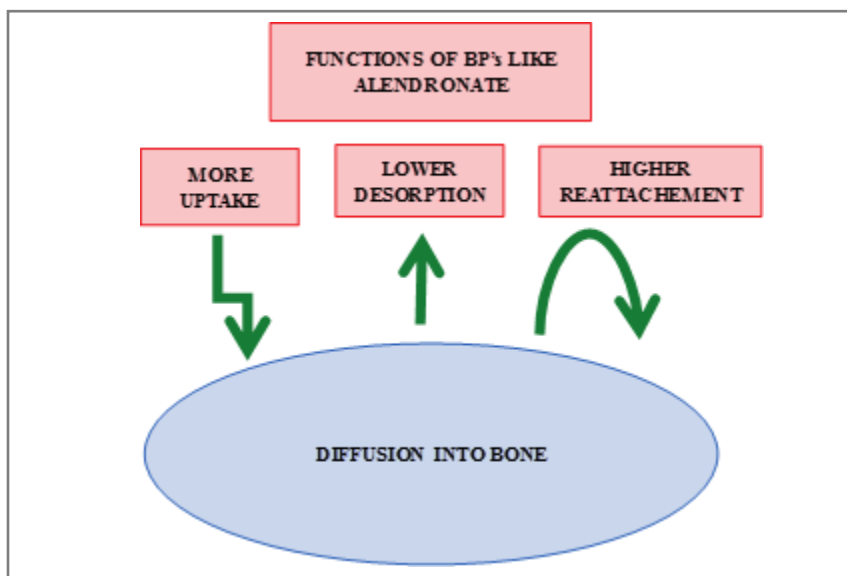 FUNCTIONS OF BP's LIKE
ALENDRONATE
MORE
UPTAKE
LOWER
DESORPTION
HIGHER
REATTACHEMENT
DIFFUSION INTO BONE